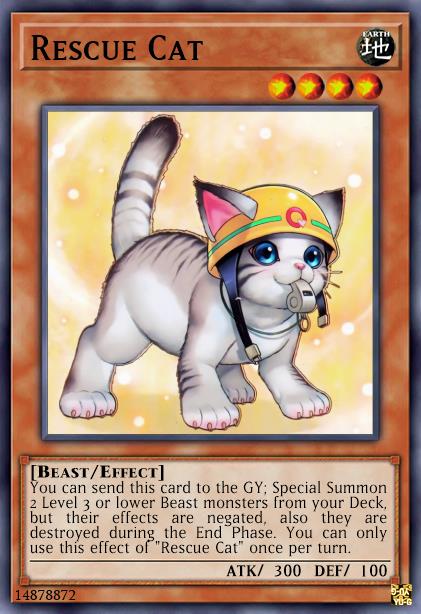 Rescue Cat
EARTH
地
[Beast/Effect]
You can send this card to the GY; Special Summon
2 Level 3 or lower Beast monsters from your Deck,
but their effects are negated, also they are
destroyed during the End Phase. You can only
use this effect of "Rescue Cat" once per turn.
ATK/ 300 DEF/ 100
14878872